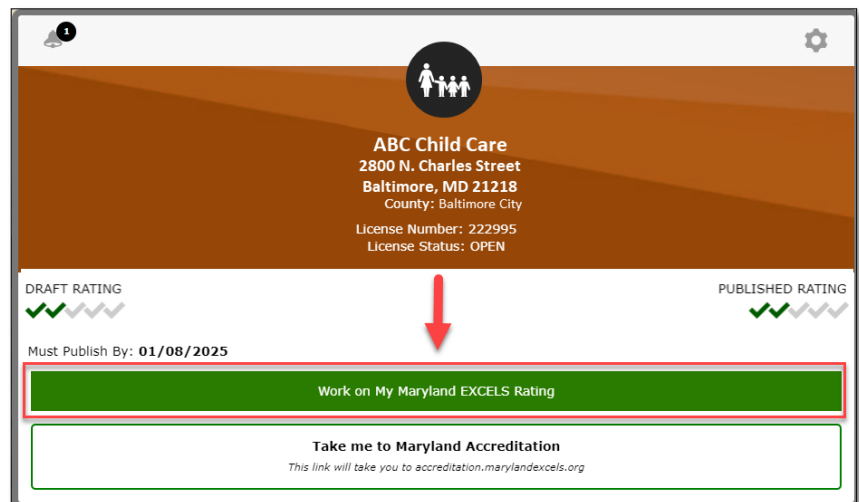 1
ABC Child Care
2800 N. Charles Street
Baltimore, MD 21218
County: Baltimore City
License Number: 222995
License Status: OPEN
DRAFT RATING
PUBLISHED RATING
Must Publish By: 01/08/2025
Work on My Maryland EXCELS Rating
Take me to Maryland Accreditation
This link will take you to accreditation.marylandexcels.org